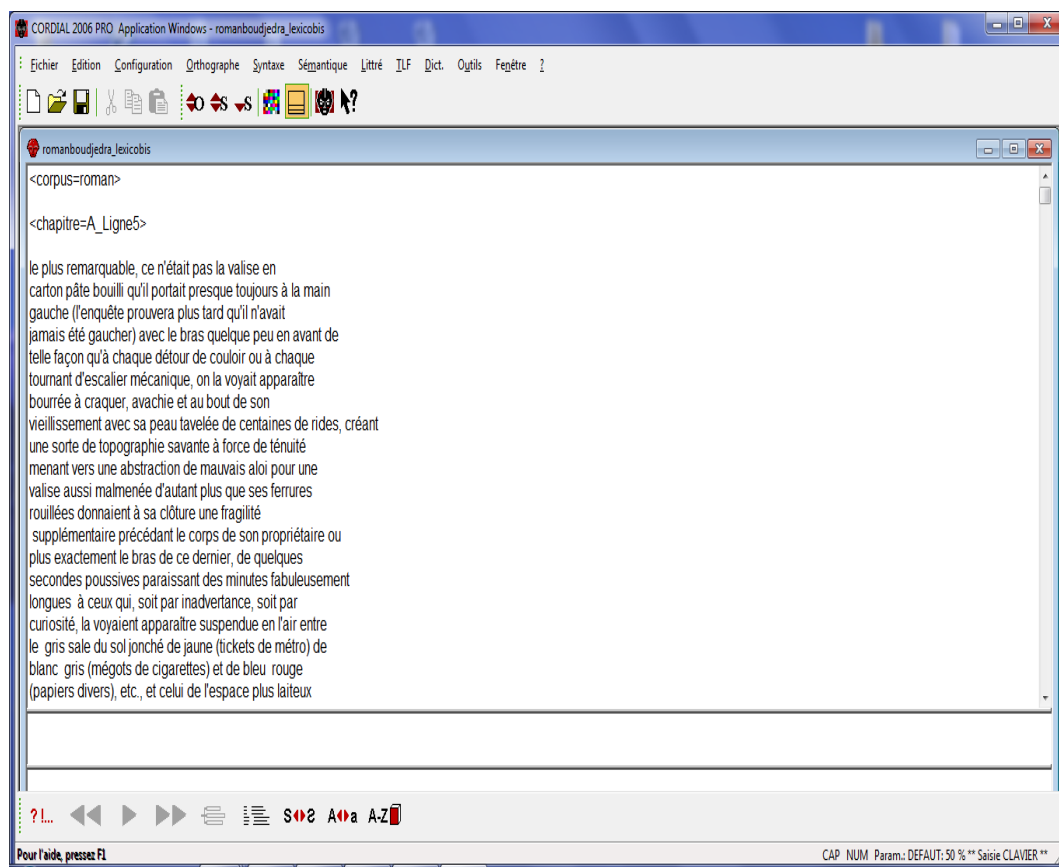 CORDIAL 2006 PRO Application Windows - romanboudjedra_lexicobis
Fichier Edition Configuration Orthographe Syntaxe Sémantique Littré TLF Dict. Outils Fenêtre ?
O S S ?
romanboudjedra_lexicobis
<corpus=roman>
<chapitre=A_Ligne5>
le plus remarquable, ce n'était pas la valise en
carton pâte bouilli qu'il portait presque toujours à la main
gauche (l'enquête prouvera plus tard qu'il n'avait
jamais été gaucher) avec le bras quelque peu en avant de
telle façon qu'à chaque détour de couloir ou à chaque
tournant d'escalier mécanique, on la voyait apparaître
bourrée à craquer, avachie et au bout de son
vieillissement avec sa peau tavelée de centaines de rides, créant
une sorte de topographie savante à force de ténuité
menant vers une abstraction de mauvais aloi pour une
valise aussi malmenée d'autant plus que ses ferrures
rouillées donnaient à sa clôture une fragilité
supplémentaire précédant le corps de son propriétaire ou
plus exactement le bras de ce dernier, de quelques
secondes poussives paraissant des minutes fabuleusement
longues à ceux qui, soit par inadvertance, soit par
curiosité, la voyaient apparaître suspendue en l'air entre
le gris sale du sol jonché de jaune (tickets de métro) de
blanc gris (mégots de cigarettes) et de bleu rouge
(papiers divers), etc., et celui de l'espace plus laiteux
?!... S S A a A-Z
Pour l'aide, pressez F1 CAP NUM Param.: DEFAUT: 50 % ** Saisie CLAVIER **